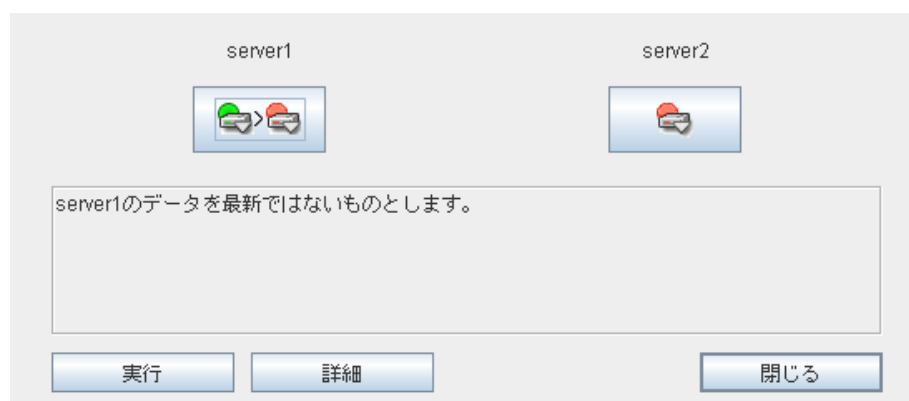 server1
server2
>
server1のデータを最新ではないものとします。
実行
詳細
閉じる